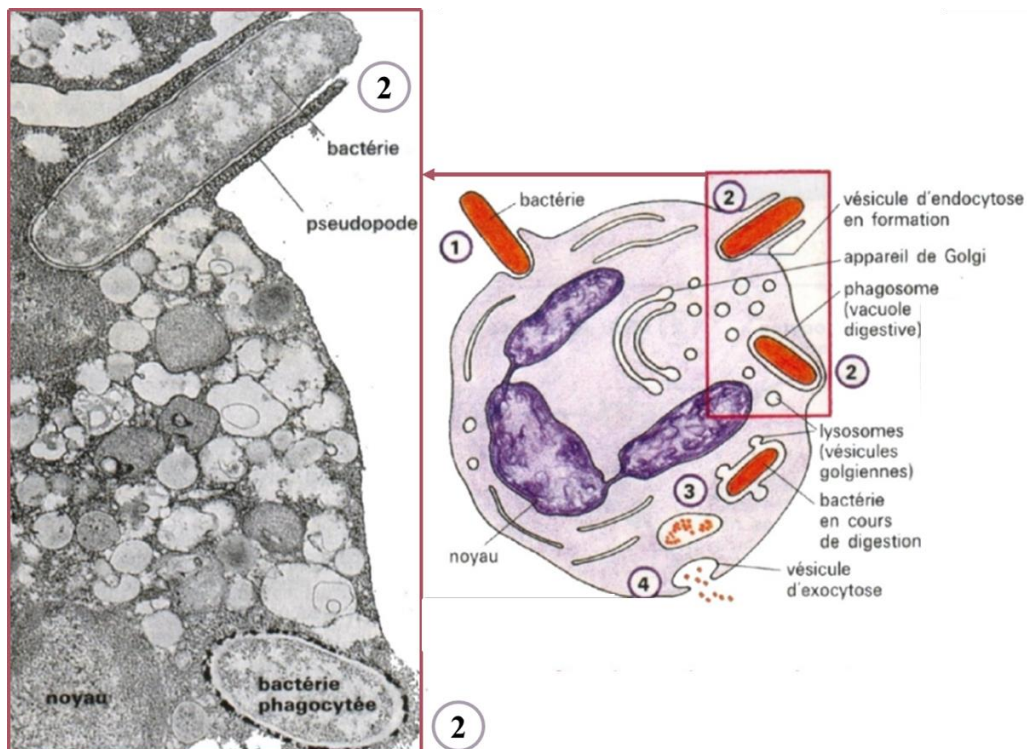 2
bactérie
pseudopode
noyau
bactérie
phagocytée
2
bactérie
1
2
vésicule d'endocytose
en formation
appareil de Golgi
phagosome
(vacuole
digestive)
2
lysosomes
(vésicules
golgiennes)
3
bactérie
en cours
de digestion
noyau
4
vésicule
d'exocytose